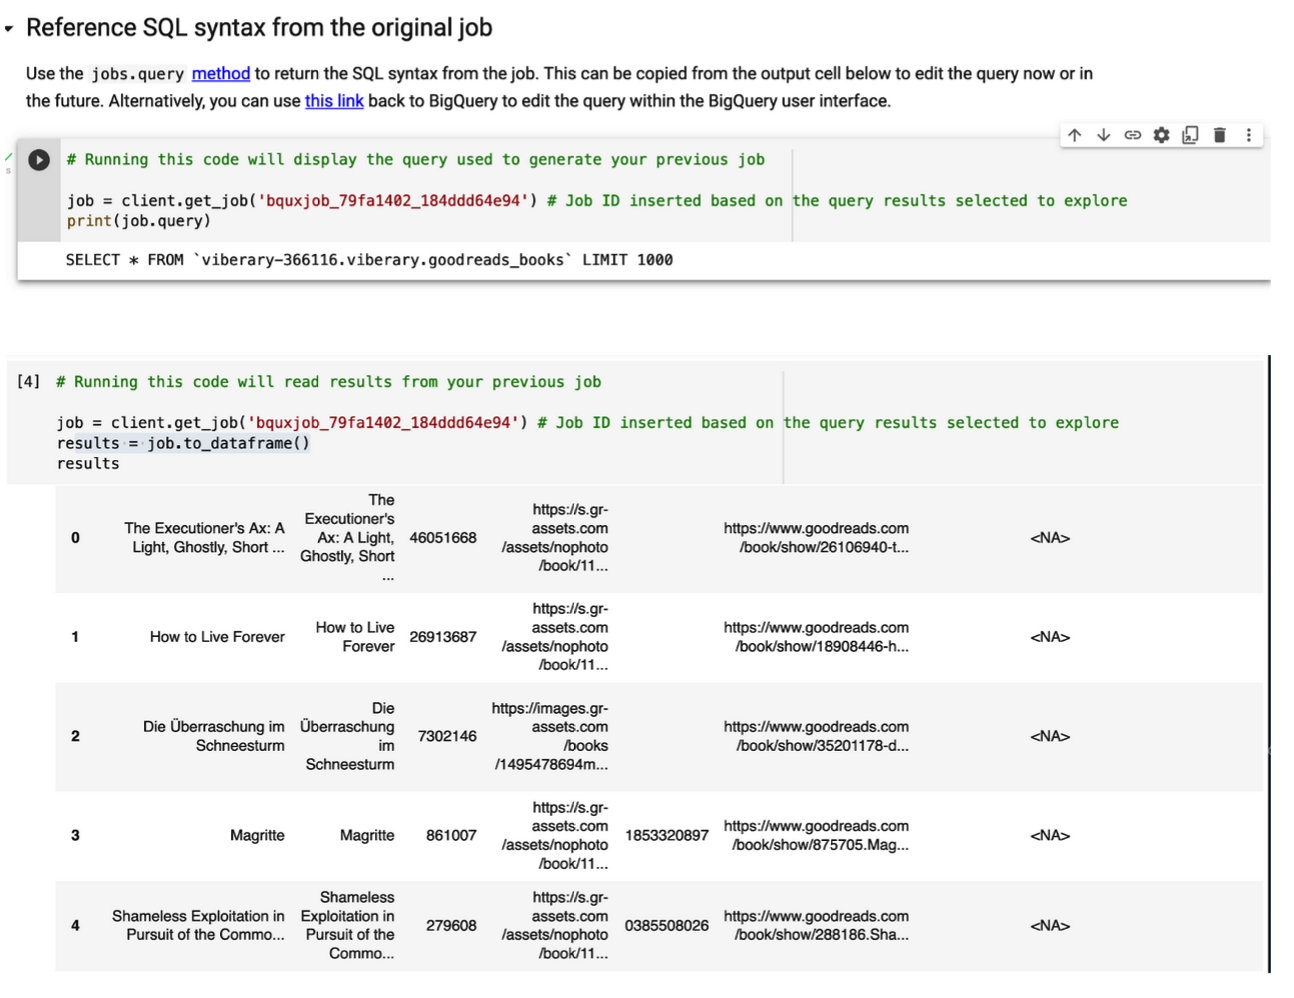 Reference SQL syntax from the original job
Use the jobs.query method to return the SQL syntax from the job. This can be copied from the output cell below to edit the query now or in
the future. Alternatively, you can use this link back to BigQuery to edit the query within the BigQuery user interface.
# Running this code will display the query used to generate your previous job
job = client.get_job('bquxjob_79fa1402_184ddd64e94') # Job ID inserted based on the query results selected to explore
print(job.query)
SELECT * FROM `viberary-366116.viberary.goodreads_books` LIMIT 1000
[4] # Running this code will read results from your previous job
job = client.get_job('bquxjob_79fa1402_184ddd64e94') # Job ID inserted based on the query results selected to explore
results = job.to_dataframe()
results
0
The Executioner's Ax: A
Light, Ghostly, Short ...
The
Executioner's
Ax: A Light,
Ghostly, Short
...
46051668
https://s.gr-
assets.com
/assets/nophoto
/book/11...
https://www.goodreads.com
/book/show/26106940-t...
<NA>
1
How to Live Forever
How to Live
Forever
26913687
https://s.gr-
assets.com
/assets/nophoto
/book/11...
https://www.goodreads.com
/book/show/18908446-h...
<NA>
2
Die Überraschung im
Schneesturm
Die
Überraschung
im
Schneesturm
7302146
https://images.gr-
assets.com
/books
/1495478694m...
https://www.goodreads.com
/book/show/35201178-d...
<NA>
3
Magritte
Magritte
861007
https://s.gr-
assets.com
/assets/nophoto
/book/11...
1853320897
https://www.goodreads.com
/book/show/875705.Mag...
<NA>
4
Shameless Exploitation in
Pursuit of the Commo...
Shameless
Exploitation in
Pursuit of the
Commo...
279608
https://s.gr-
assets.com
/assets/nophoto
/book/11...
0385508026
https://www.goodreads.com
/book/show/288186.Sha...
<NA>